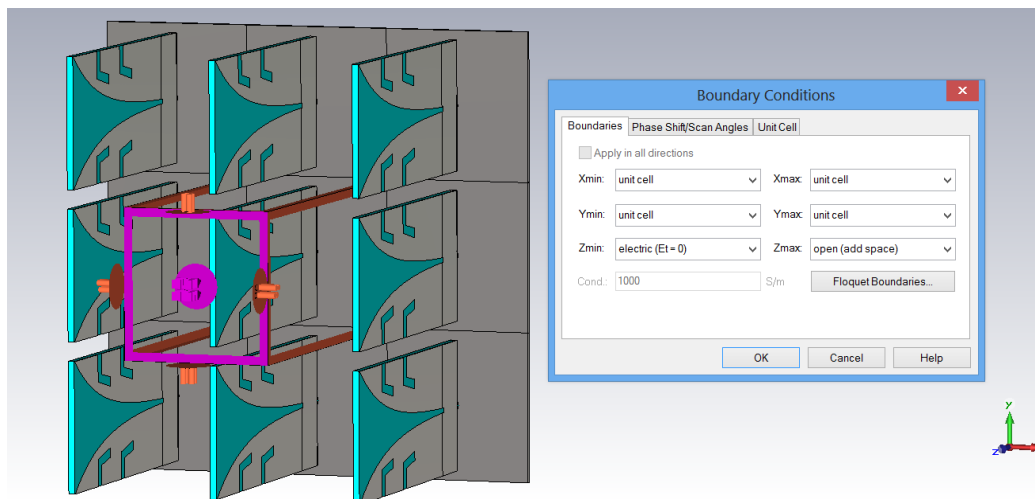 Boundary Conditions
Boundaries Phase Shift/Scan Angles Unit Cell
Apply in all directions
Xmin: unit cell Xmax: unit cell
Ymin: unit cell Ymax: unit cell
Zmin: electric (Et = 0) Zmax: open (add space)
Cond.: 1000 S/m Floquet Boundaries...
OK Cancel Help
y
z